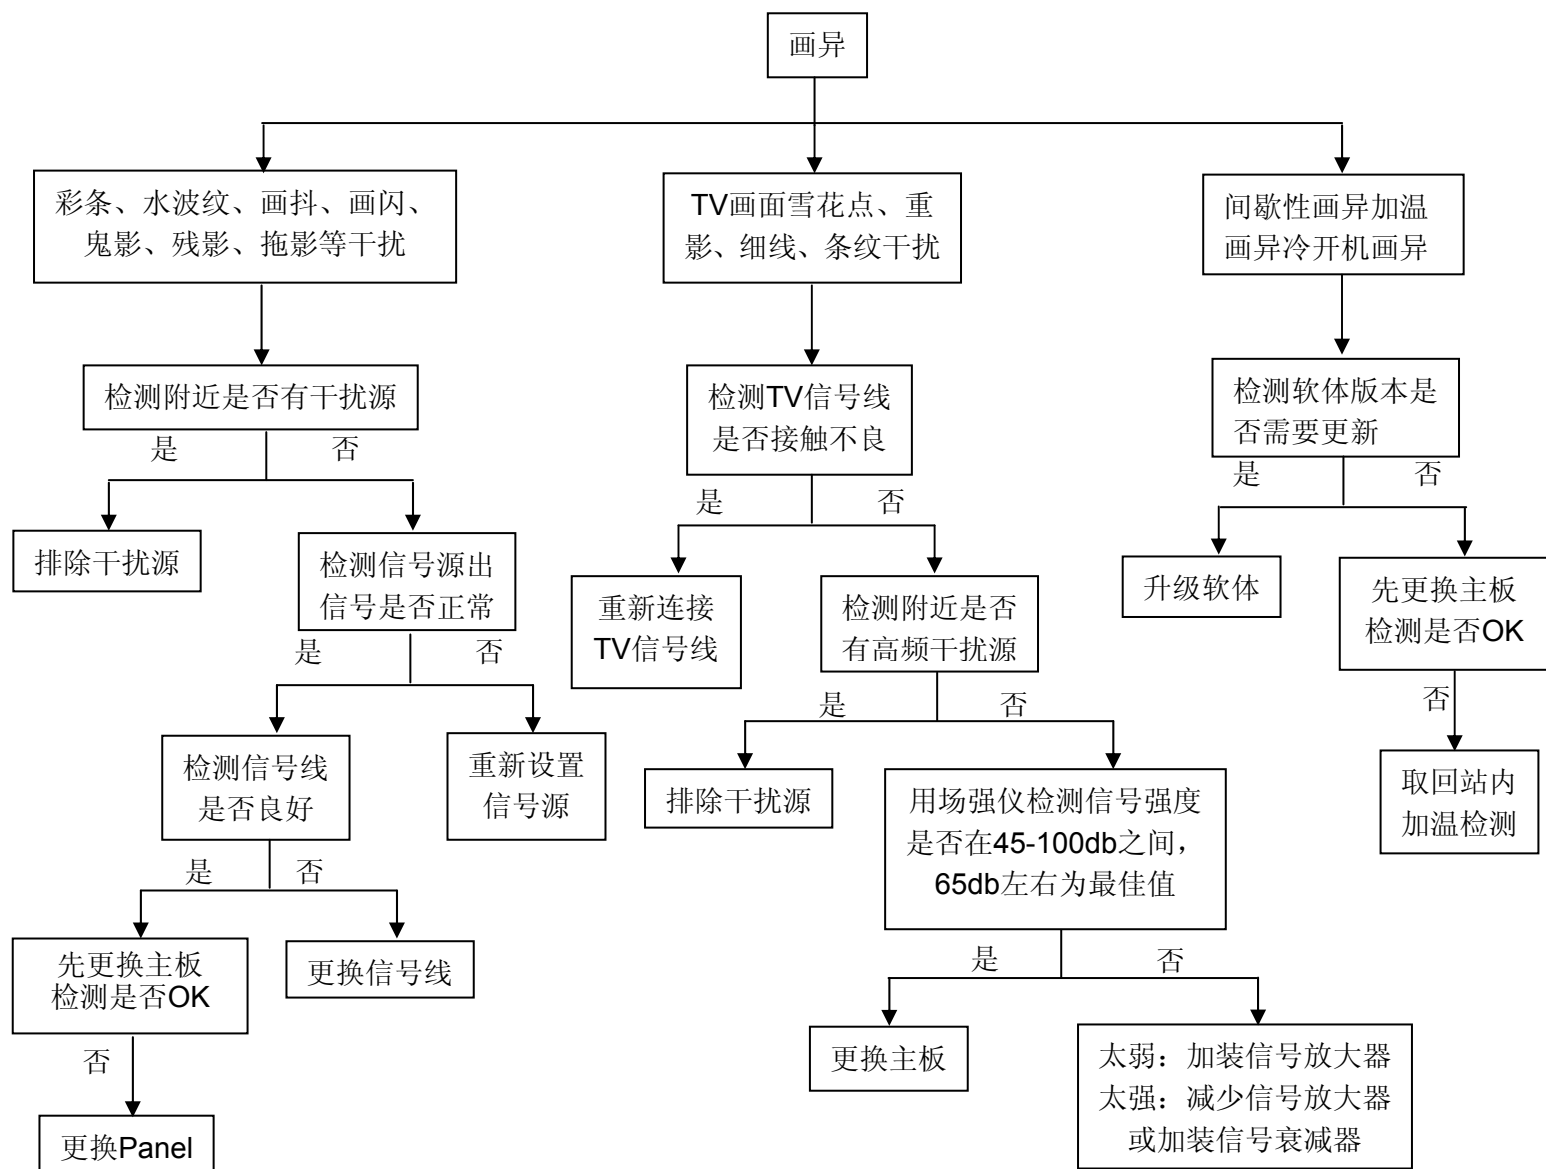 画异
彩条、水波纹、画抖、画闪、
鬼影、残影、拖影等干扰
TV画面雪花点、重
影、细线、条纹干扰
间歇性画异加温
画异冷开机画异
检测附近是否有干扰源
检测TV信号线
是否接触不良
检测软体版本是
否需要更新
是
否
是
否
是
否
排除干扰源
检测信号源出
信号是否正常
重新连接
TV信号线
检测附近是否
有高频干扰源
升级软体
先更换主板
检测是否OK
是
否
是
否
否
检测信号线
是否良好
重新设置
信号源
排除干扰源
用场强仪检测信号强度
是否在45-100db之间，
65db左右为最佳值
取回站内
加温检测
是
否
是
否
先更换主板
检测是否OK
更换信号线
更换主板
太弱：加装信号放大器
太强：减少信号放大器
或加装信号衰减器
否
更换Panel